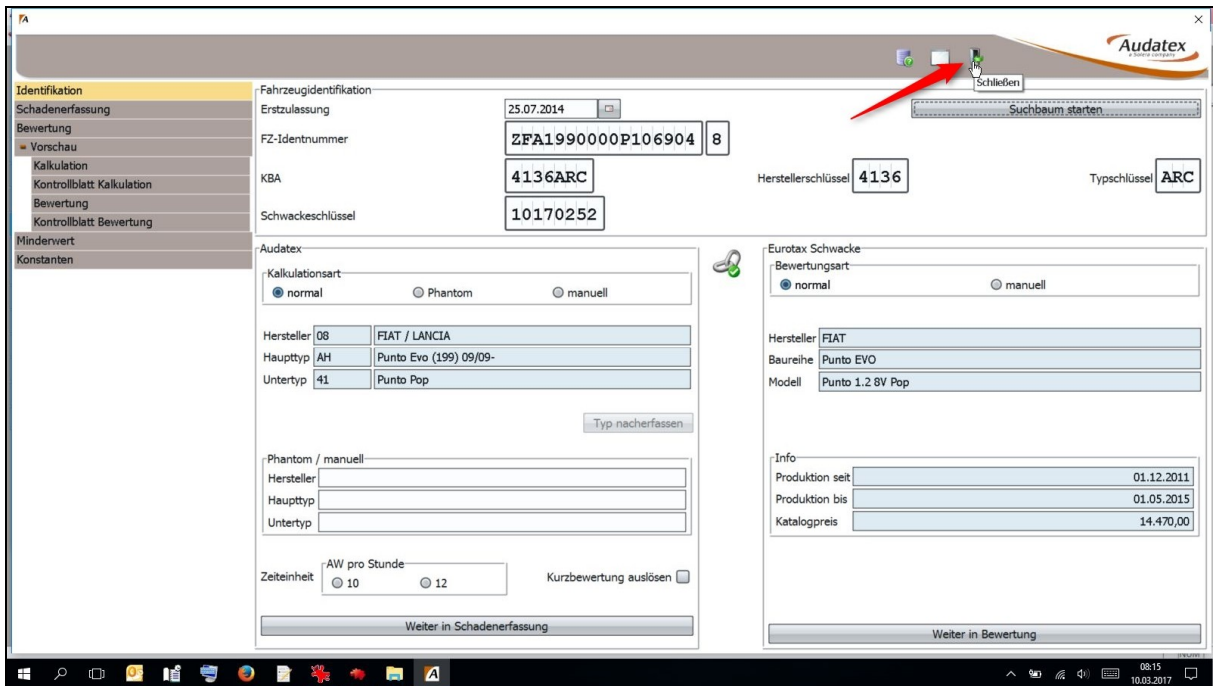 Audatex
a Solera company
Schließen
Identifikation
Schadenerfassung
Bewertung
Vorschau
Kalkulation
Kontrollblatt Kalkulation
Bewertung
Kontrollblatt Bewertung
Minderwert
Konstanten
Fahrzeugidentifikation
Erstzulassung 25.07.2014 Suchbaum starten
FZ-Identnummer ZFA1990000P106904 8
KBA 4136ARC Herstellerschlüssel 4136 Typschlüssel ARC
Schwackeschlüssel 10170252
Audatex
Kalkulationsart
normal Phantom manuell
Hersteller 08 FIAT / LANCIA
Haupttyp AH Punto Evo (199) 09/09-
Untertyp 41 Punto Pop
Typ nacherfassen
Phantom / manuell
Hersteller
Haupttyp
Untertyp
Zeiteinheit AW pro Stunde
10 12
Kurzbewertung auslösen
Weiter in Schadenerfassung
Eurotax Schwacke
Bewertungsart
normal manuell
Hersteller FIAT
Baureihe Punto EVO
Modell Punto 1.2 8V Pop
Info
Produktion seit 01.12.2011
Produktion bis 01.05.2015
Katalogpreis 14.470,00
Weiter in Bewertung
08:15
10.03.2017